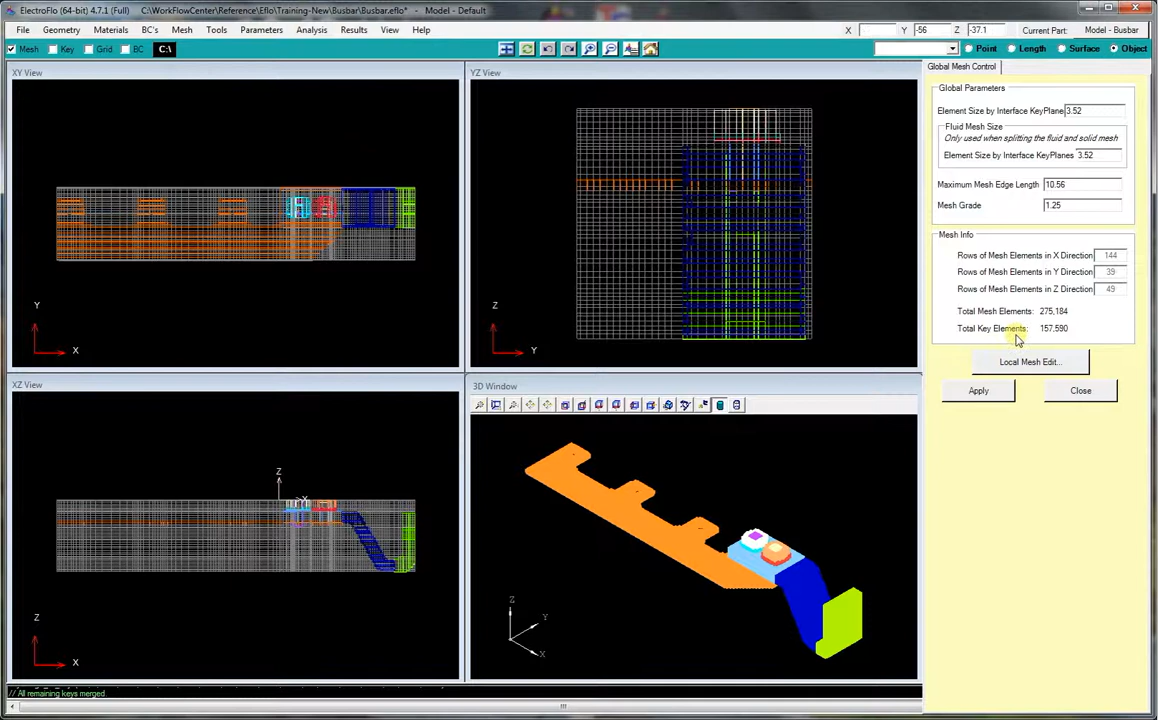 ElectroFlo (64-bit) 4.7.1 (Full) C:\WorkFlowCenter\Reference\Eflo\Training-New\Busbar\Busbar.eflo* Model - Default
File Geometry Materials BC's Mesh Tools Parameters Analysis Results View Help X Y -56 Z -37.1 Current Part: Model - Busbar
Mesh Key Grid BC C:\ Point Length Surface Object
XY View
YZ View
Global Mesh Control
Global Parameters
Element Size by Interface KeyPlane 3.52
Fluid Mesh Size
Only used when splitting the fluid and solid mesh
Element Size by Interface KeyPlanes 3.52
Maximum Mesh Edge Length 10.56
Mesh Grade 1.25
Mesh Info
Rows of Mesh Elements in X Direction 144
Rows of Mesh Elements in Y Direction 39
Rows of Mesh Elements in Z Direction 49
Total Mesh Elements: 275,184
Total Key Elements: 157,590
Local Mesh Edit...
Apply Close
Y
X
Z
Y
XZ View
3D Window
Z
X
Z
X
Z
Y
X
// All remaining keys merged.